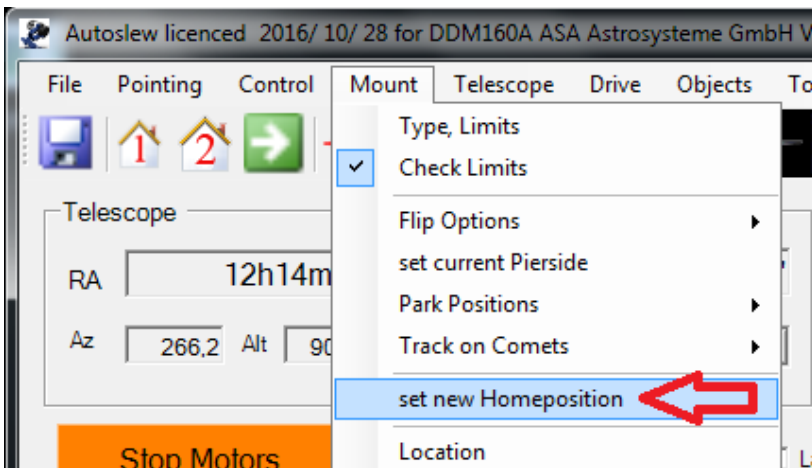 Autoslew licenced 2016/ 10/ 28 for DDM160A ASA Astrosysteme GmbH V
File Pointing Control Mount Telescope Drive Objects To
1 2
Type, Limits
Check Limits
Telescope
Flip Options
RA 12h14m
set current Pierside
Park Positions
Az 266,2 Alt 90
Track on Comets
set new Homeposition
Stop Motors
Location